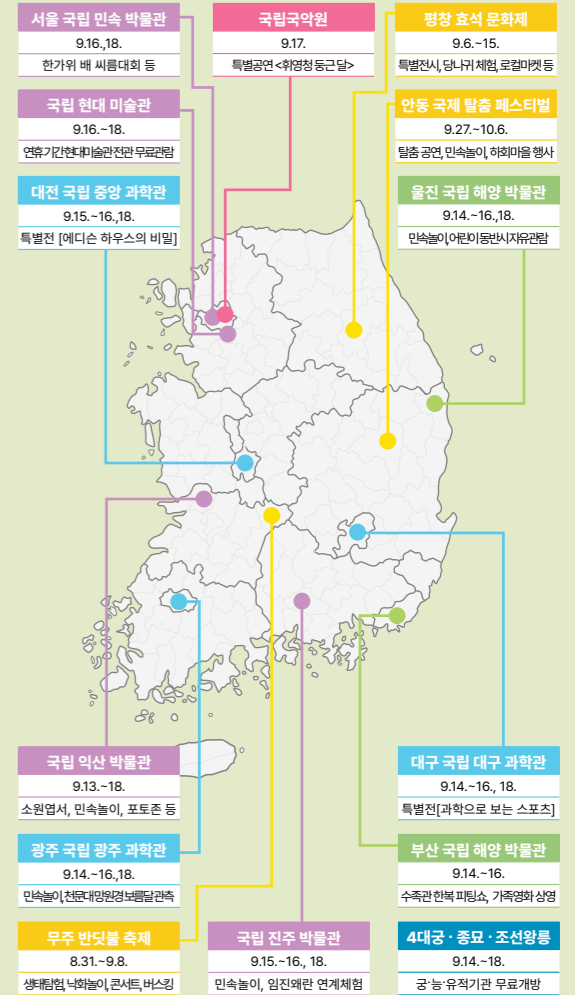 서울 국립 민속 박물관
9.16.,18.
한가위 배 씨름대회 등
국립국악원
9.17.
특별공연 <휘영청 둥근 달>
평창 효석 문화제
9.6.~15.
특별전시, 당나귀 체험, 로컬마켓 등
국립 현대 미술관
9.16.~18.
연휴 기간 현대미술관 전관 무료관람
안동 국제 탈춤 페스티벌
9.27.~10.6.
탈춤 공연, 민속놀이, 하회마을 행사
대전 국립 중앙 과학관
9.15.~16.,18.
특별전 [에디슨 하우스의 비밀]
울진 국립 해양 박물관
9.14.~16.,18.
민속놀이, 어린이 동반시 자유관람
국립 익산 박물관
9.13.~18.
소원엽서, 민속놀이, 포토존 등
대구 국립 대구 과학관
9.14.~16., 18.
특별전[과학으로 보는 스포츠]
광주 국립 광주 과학관
9.14.~16.,18.
민속놀이, 천문대 망원경 보름달 관측
부산 국립 해양 박물관
9.14.~16.
수족관 한복 피팅쇼, 가족영화 상영
무주 반딧불 축제
8.31.~9.8.
생태탐험, 낙화놀이, 콘서트, 버스킹
국립 진주 박물관
9.15.~16., 18.
민속놀이, 임진왜란 연계체험
4대궁 · 종묘 · 조선왕릉
9.14.~18.
궁·능·유적기관 무료개방